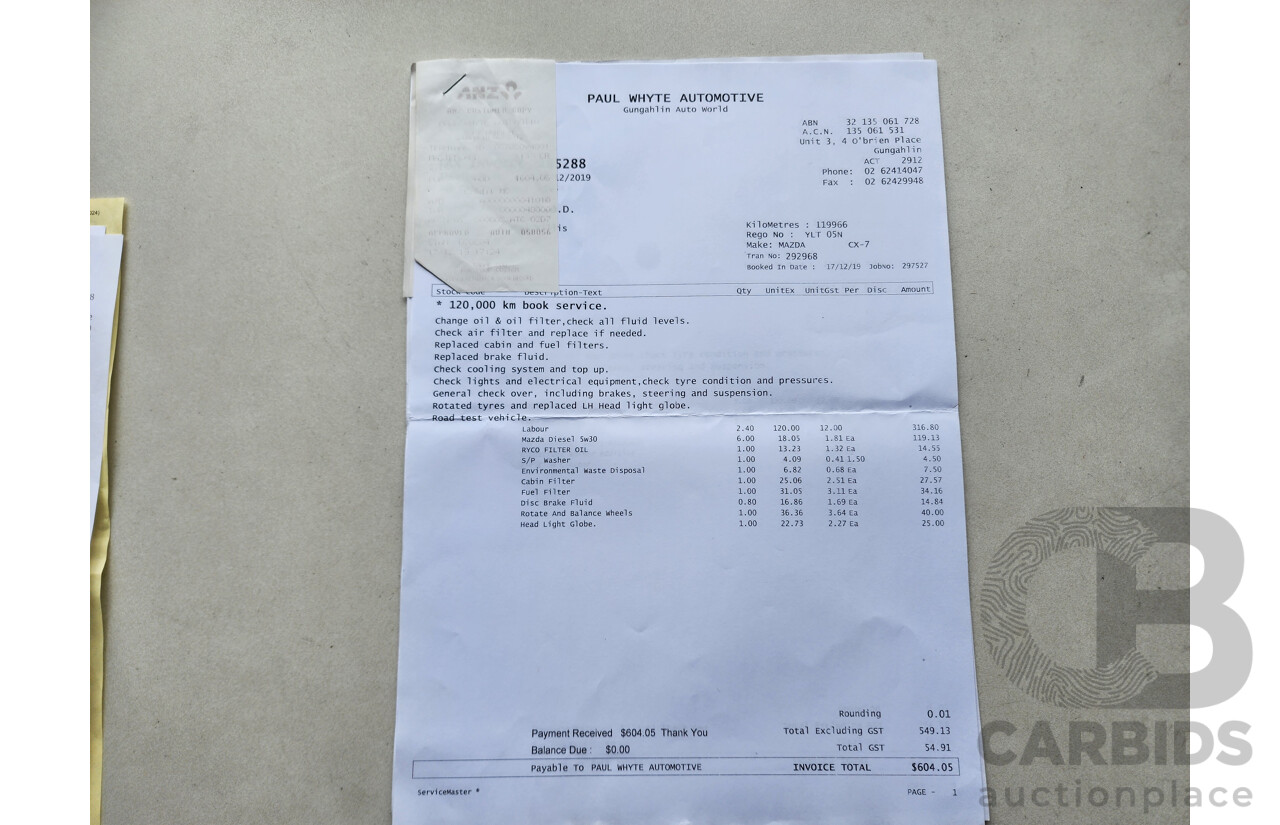 PAUL WHYTE AUTOMOTIVE
Gungahlin Auto World
ABN 32 135 061 728
A.C.N. 135 061 531
Unit 3, 4 O'brien Place
Gungahlin
ACT 2912
Phone: 02 62414047
Fax : 02 62429948
5288
12/2019
.D.
is
KiloMetres : 119966
Rego No : YLT 05N
Make: MAZDA CX-7
Tran No: 292968
Booked In Date : 17/12/19 JobNo: 297527
Stock Code Description-Text Qty UnitEx UnitGst Per Disc Amount
* 120,000 km book service.
Change oil & oil filter,check all fluid levels.
Check air filter and replace if needed.
Replaced cabin and fuel filters.
Replaced brake fluid.
Check cooling system and top up.
Check lights and electrical equipment,check tyre condition and pressures.
General check over, including brakes, steering and suspension.
Rotated tyres and replaced LH Head light globe.
Road test vehicle.
Labour 2.40 120.00 12.00 316.80
Mazda Diesel 5w30 6.00 18.05 1.81 Ea 119.13
RYCO FILTER OIL 1.00 13.23 1.32 Ea 14.55
S/P Washer 1.00 4.09 0.41 1.50 4.50
Environmental Waste Disposal 1.00 6.82 0.68 Ea 7.50
Cabin Filter 1.00 25.06 2.51 Ea 27.57
Fuel Filter 1.00 31.05 3.11 Ea 34.16
Disc Brake Fluid 0.80 16.86 1.69 Ea 14.84
Rotate And Balance Wheels 1.00 36.36 3.64 Ea 40.00
Head Light Globe. 1.00 22.73 2.27 Ea 25.00
Rounding 0.01
Payment Received $604.05 Thank You Total Excluding GST 549.13
Balance Due : $0.00 Total GST 54.91
Payable To PAUL WHYTE AUTOMOTIVE INVOICE TOTAL $604.05
ServiceMaster * PAGE - 1
CB
CARBIDS
auctionplace